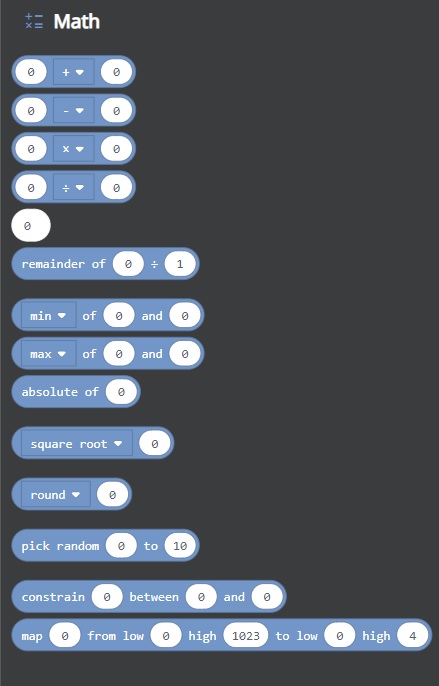 Math
0 + 0
0 - 0
0 x 0
0 ÷ 0
0
remainder of 0 ÷ 1
min of 0 and 0
max of 0 and 0
absolute of 0
square root 0
round 0
pick random 0 to 10
constrain 0 between 0 and 0
map 0 from low 0 high 1023 to low 0 high 4